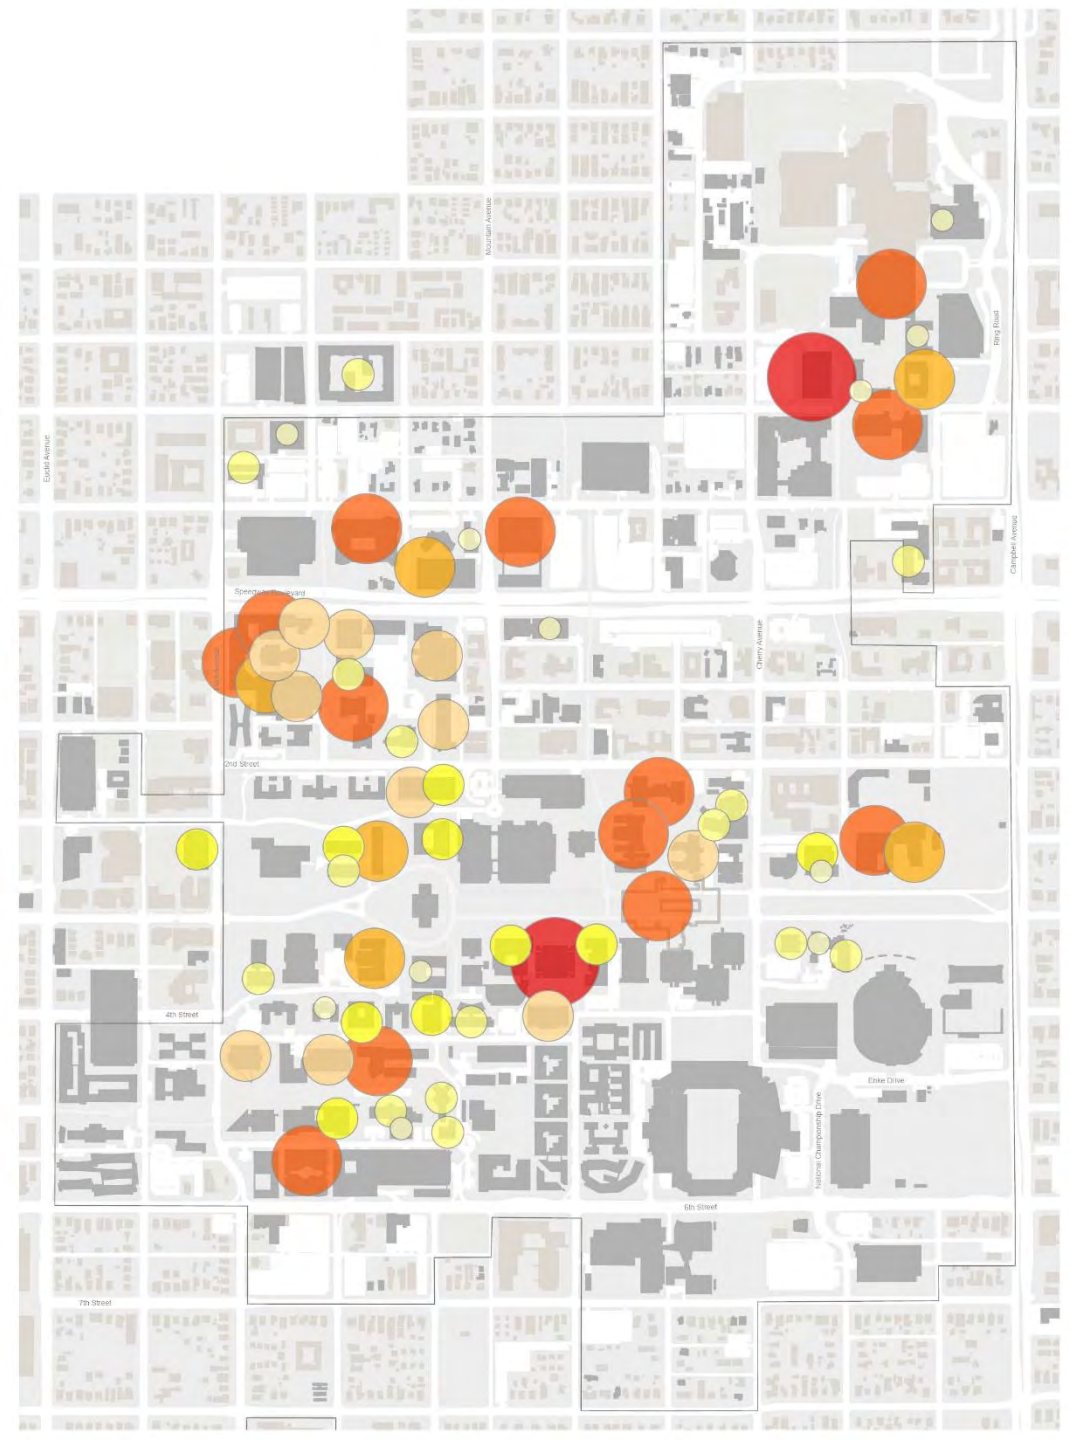 Mountain Avenue
Ring Road
Euclid Avenue
Campbell Avenue
Speedway Boulevard
Cherry Avenue
2nd Street
4th Street
Enke Drive
National Championship Drive
6th Street
7th Street